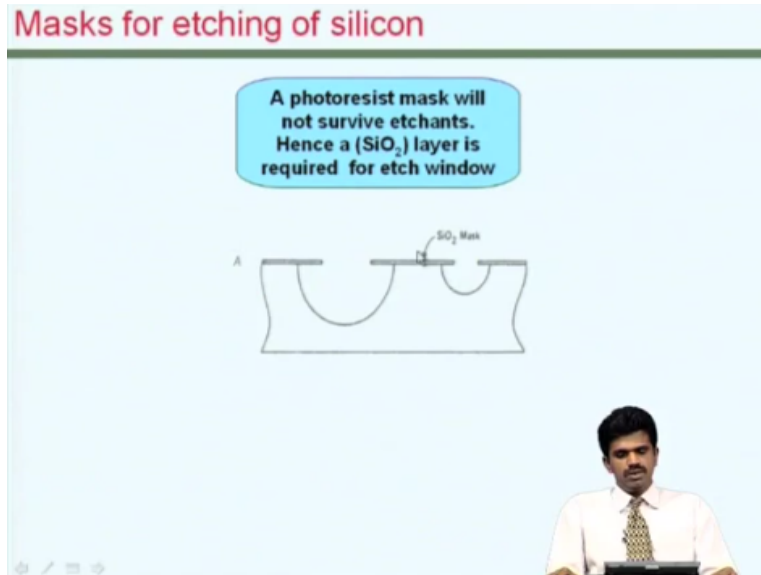 Masks for etching of silicon
A photoresist mask will
not survive etchants.
Hence a (SiO₂) layer is
required for etch window
SiO₂ Mask
A